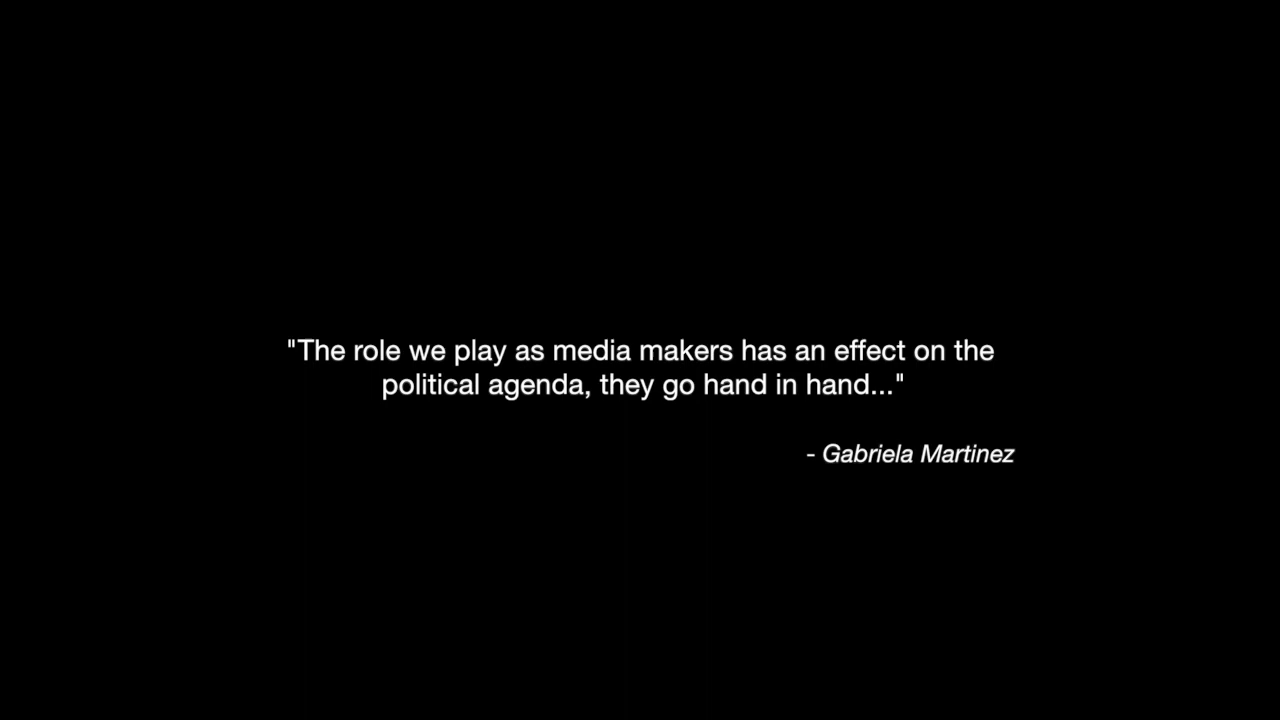 "The role we play as media makers has an effect on the
political agenda, they go hand in hand..."
- Gabriela Martinez